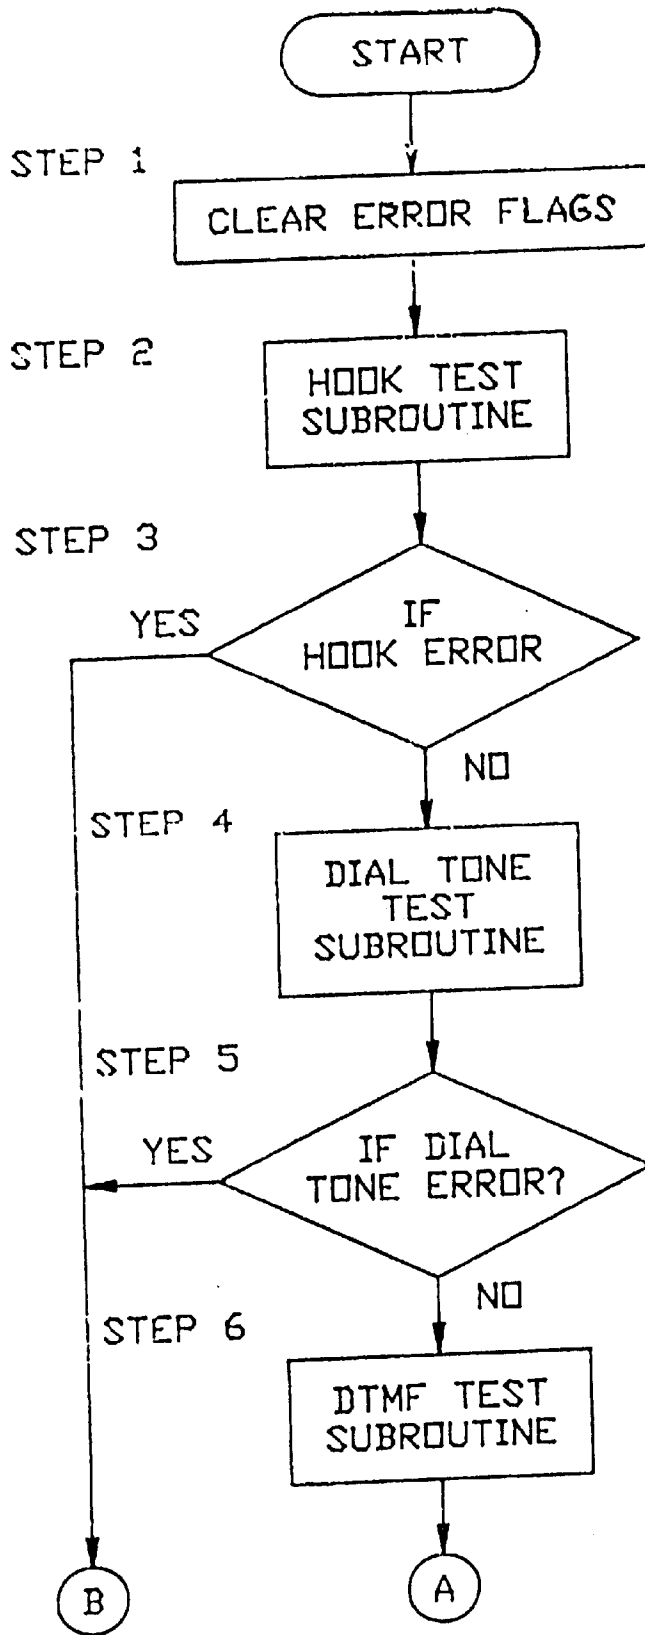 START
STEP 1
CLEAR ERROR FLAGS
STEP 2
HOOK TEST
SUBROUTINE
STEP 3
YES
IF
HOOK ERROR
NO
STEP 4
DIAL TONE
TEST
SUBROUTINE
STEP 5
YES
IF DIAL
TONE ERROR?
NO
STEP 6
DTMF TEST
SUBROUTINE
B
A